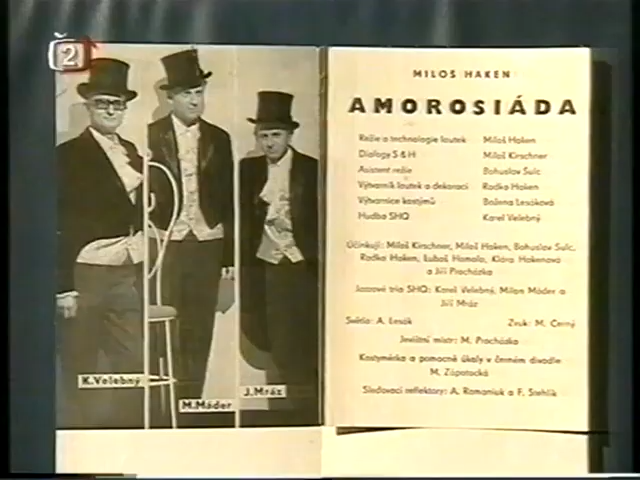 2
K.Velebný
M.Máder
J.Mráz
MILOŠ HAKEN
AMOROSIÁDA
Režie a technologie loutek Miloš Haken
Dialogy S & H Miloš Kirschner
Asistent režie Bohuslav Šulc
Výtvarník loutek a dekorací Radko Haken
Výtvarnice kostýmů Božena Lesáková
Hudba SHQ Karel Velebný
Účinkují: Miloš Kirschner, Miloš Haken, Bohuslav Šulc,
Radko Haken, Luboš Homola, Klára Hakenová
a Jiří Procházka
Jazzové trio SHQ: Karel Velebný, Milan Máder a
Jiří Mráz
Světla: A. Lesák Zvuk: M. Černý
Jevištní mistr: M. Procházka
Kostymérka a pomocné úkoly v černém divadle
M. Zápotocká
Sledovací reflektory: A. Romaniuk a F. Stehlík